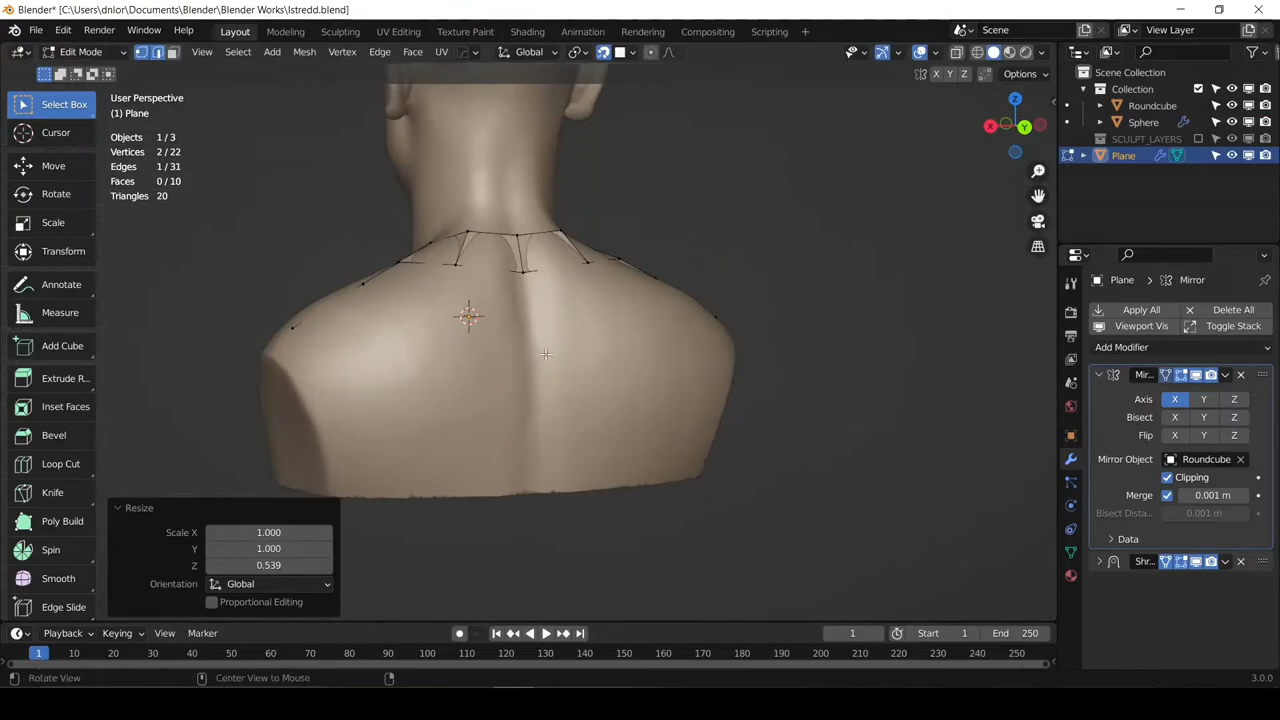 Blender* [C:\Users\dnlor\Documents\Blender\Blender Works\Istredd.blend]
File Edit Render Window Help Layout Modeling Sculpting UV Editing Texture Paint Shading Animation Rendering Compositing Scripting + Scene View Layer
Edit Mode View Select Add Mesh Vertex Edge Face UV Global
X Y Z Options
Select Box
Cursor
Move
Rotate
Scale
Transform
Annotate
Measure
Add Cube
Extrude R...
Inset Faces
Bevel
Loop Cut
Knife
Poly Build
Spin
Smooth
Edge Slide
User Perspective
(1) Plane
Objects 1 / 3
Vertices 2 / 22
Edges 1 / 31
Faces 0 / 10
Triangles 20
Z
X
Y
Resize
Scale X 1.000
Y 1.000
Z 0.539
Orientation Global
Proportional Editing
Scene Collection
Collection
Roundcube
Sphere
SCULPT_LAYERS
Plane
Plane > Mirror
Apply All Delete All
Viewport Vis Toggle Stack
Add Modifier
Mir...
Axis X Y Z
Bisect X Y Z
Flip X Y Z
Mirror Object Roundcube
Clipping
Merge 0.001 m
Bisect Dista... 0.001 m
Data
Shr...
Playback Keying View Marker 1 Start 1 End 250
1 10 20 30 40 50 60 70 80 90 100 110 120 130 140 150 160 170 180 190 200 210 220 230 240 250
Rotate View Center View to Mouse 3.0.0